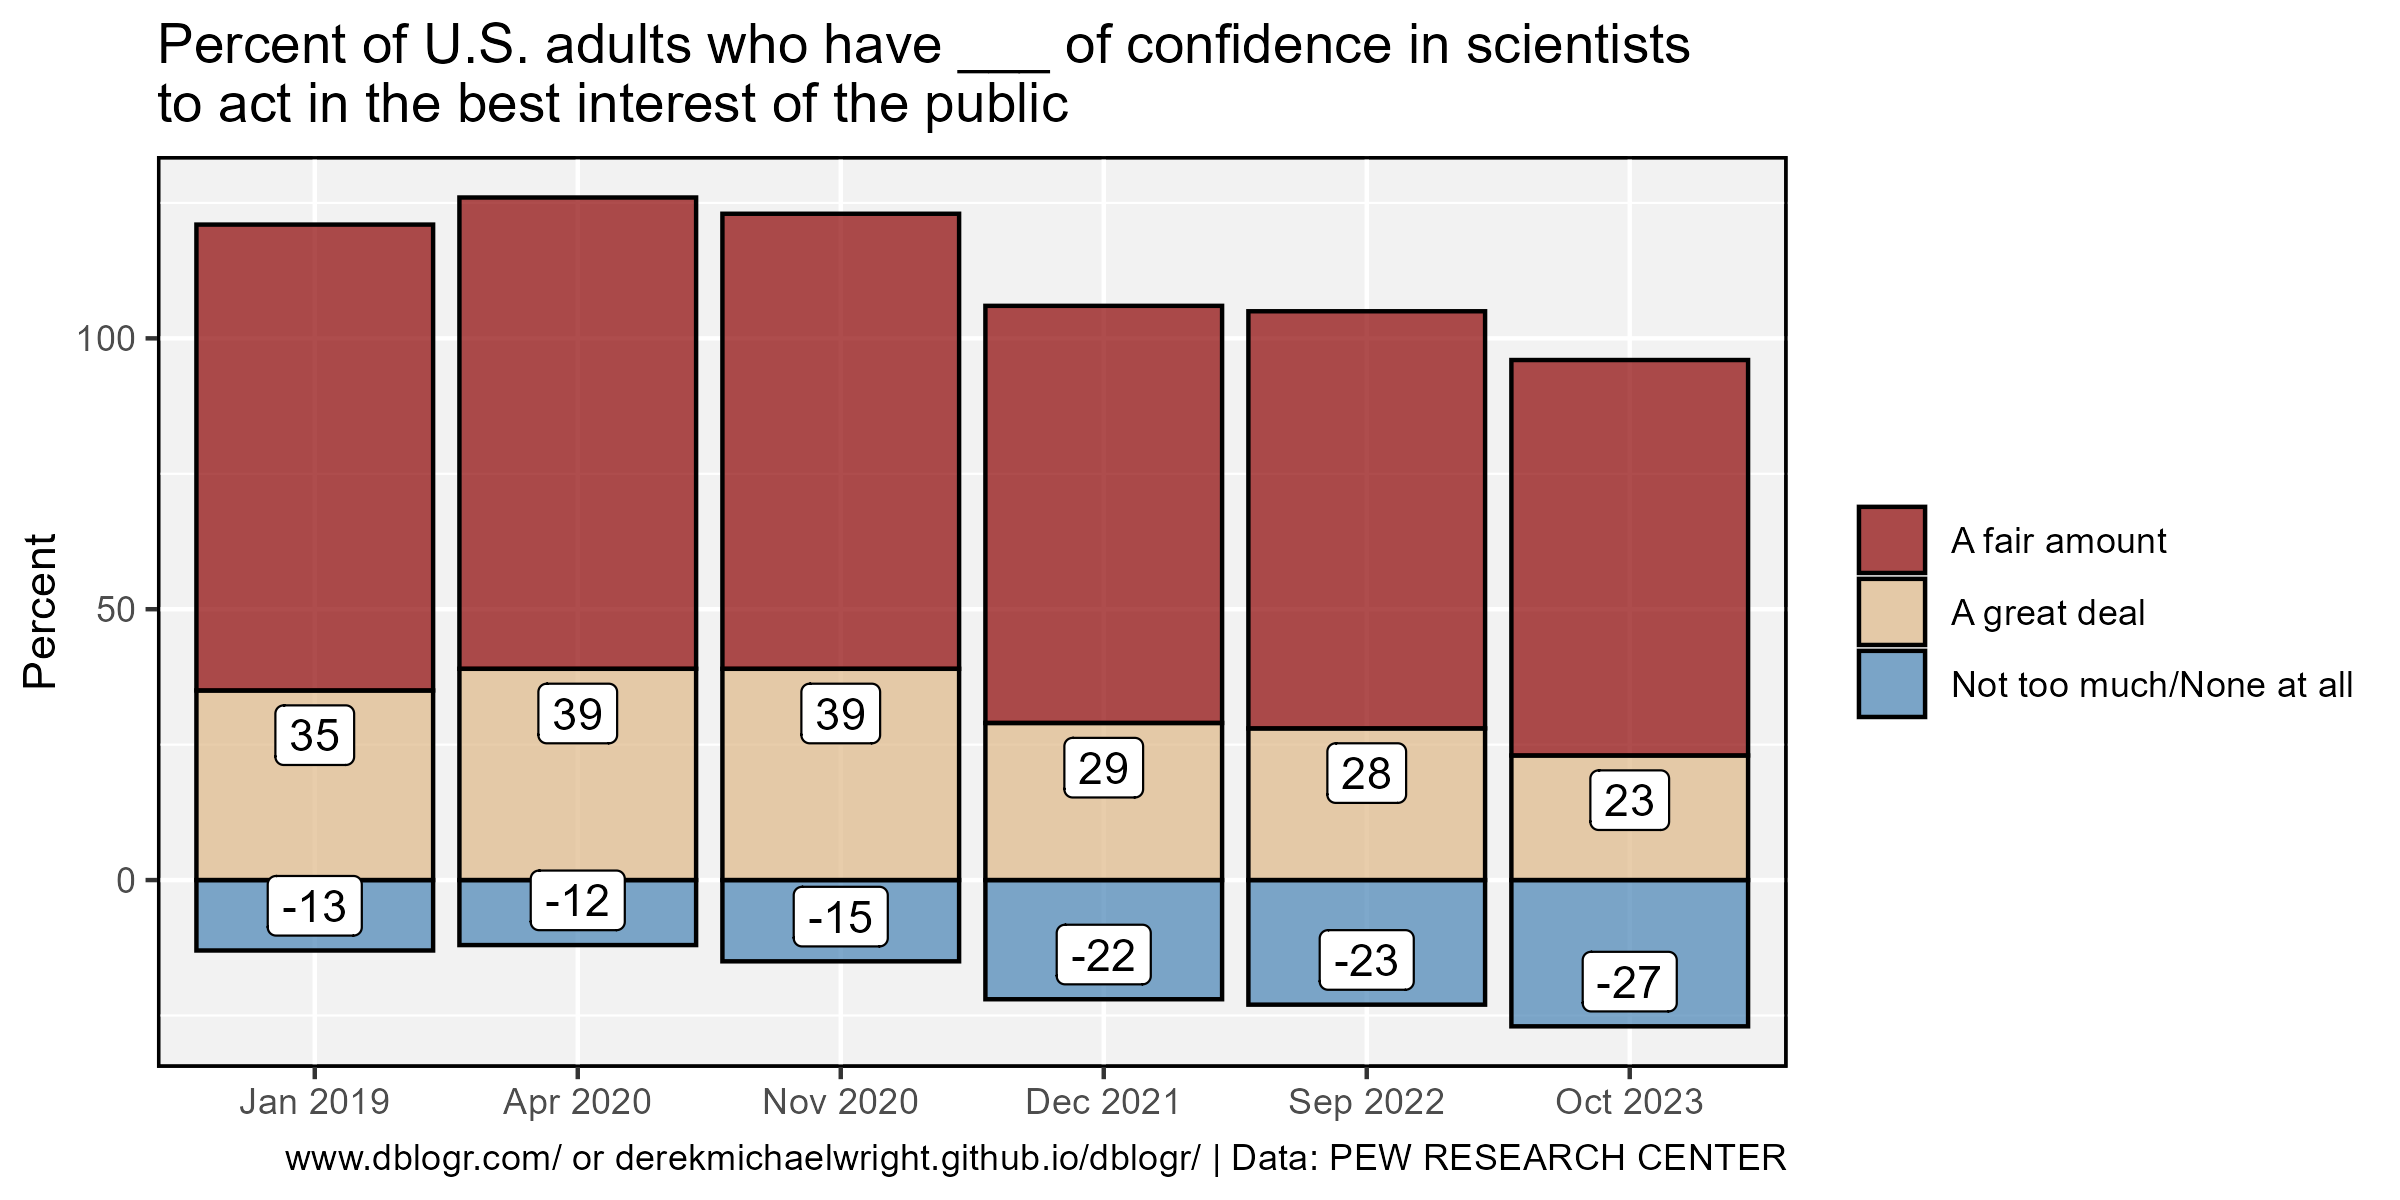 Percent of U.S. adults who have ___ of confidence in scientists
to act in the best interest of the public
Percent
100
50
0
35
39
39
29
28
23
-13
-12
-15
-22
-23
-27
Jan 2019
Apr 2020
Nov 2020
Dec 2021
Sep 2022
Oct 2023
A fair amount
A great deal
Not too much/None at all
www.dblogr.com/ or derekmichaelwright.github.io/dblogr/ | Data: PEW RESEARCH CENTER